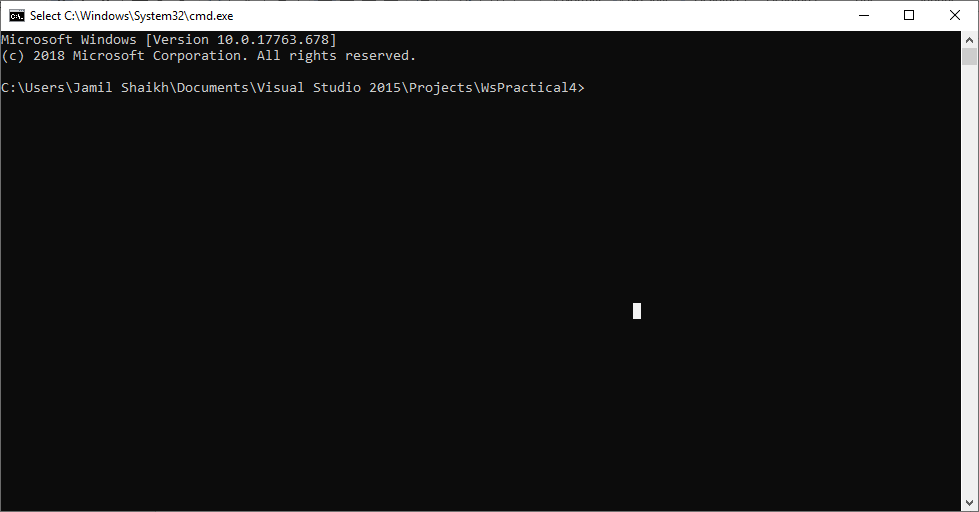 Select C:\Windows\System32\cmd.exe
Microsoft Windows [Version 10.0.17763.678]
(c) 2018 Microsoft Corporation. All rights reserved.
C:\Users\Jamil Shaikh\Documents\Visual Studio 2015\Projects\WsPractical4>